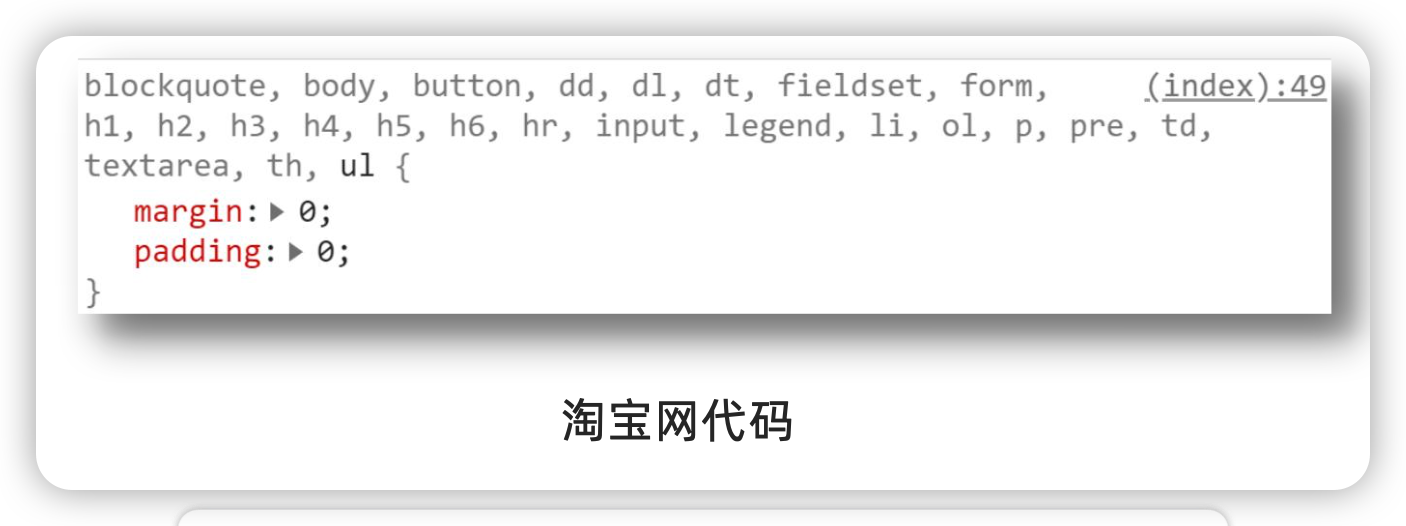 blockquote, body, button, dd, dl, dt, fieldset, form, (index):49
h1, h2, h3, h4, h5, h6, hr, input, legend, li, ol, p, pre, td,
textarea, th, ul {
margin:▶ 0;
padding:▶ 0;
}
淘宝网代码